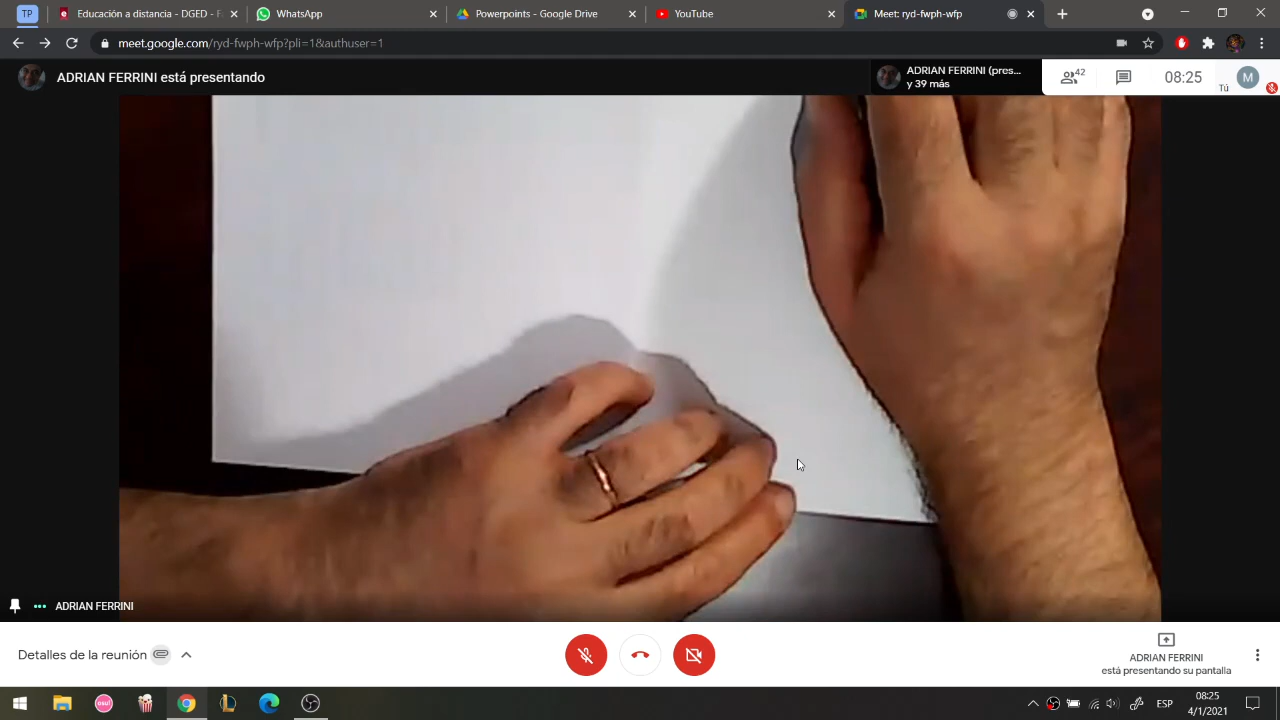 TP
Educación a distancia - DGED - F
WhatsApp
Powerpoints - Google Drive
YouTube
Meet: ryd-fwph-wfp
meet.google.com/ryd-fwph-wfp?pli=1&authuser=1
ADRIAN FERRINI está presentando
ADRIAN FERRINI (pres...
y 39 más
42
08:25
Tú
M
ADRIAN FERRINI
Detalles de la reunión
ADRIAN FERRINI
está presentando su pantalla
osu!
ESP
08:25
4/1/2021